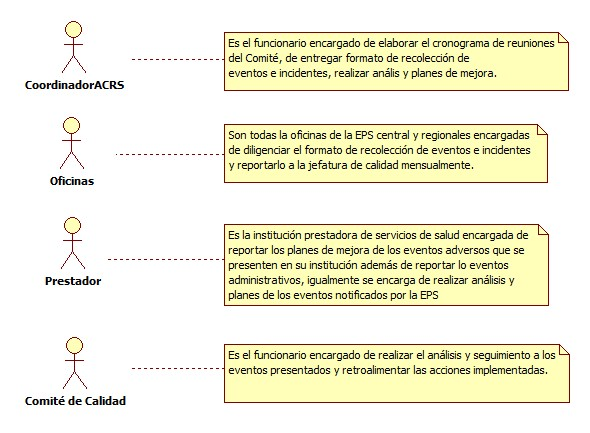 Es el funcionario encargado de elaborar el cronograma de reuniones
del Comité, de entregar formato de recolección de
eventos e incidentes, realizar anális y planes de mejora.
CoordinadorACRS
Son todas la oficinas de la EPS central y regionales encargadas
de diligenciar el formato de recolección de eventos e incidentes
y reportarlo a la jefatura de calidad mensualmente.
Oficinas
Es la institución prestadora de servicios de salud encargada de
reportar los planes de mejora de los eventos adversos que se
presenten en su institución además de reportar lo eventos
administrativos, igualmente se encarga de realizar análisis y
planes de los eventos notificados por la EPS
Prestador
Es el funcionario encargado de realizar el análisis y seguimiento a los
eventos presentados y retroalimentar las acciones implementadas.
Comité de Calidad